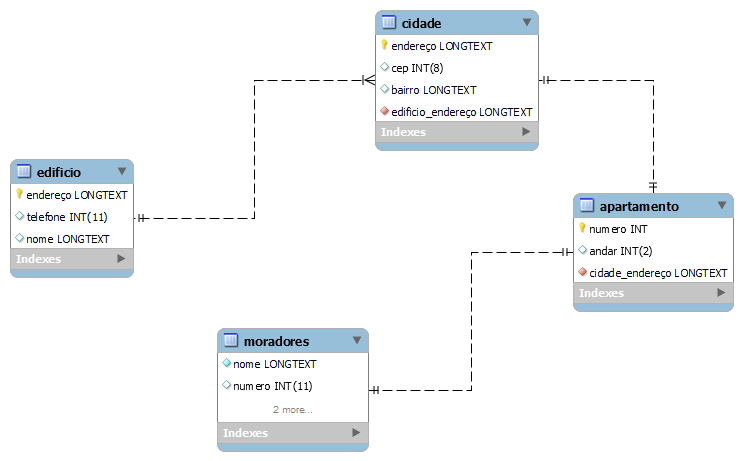 cidade
endereço LONGTEXT
cep INT(8)
bairro LONGTEXT
edificio_endereço LONGTEXT
Indexes
edificio
endereço LONGTEXT
telefone INT(11)
nome LONGTEXT
Indexes
apartamento
numero INT
andar INT(2)
cidade_endereço LONGTEXT
Indexes
moradores
nome LONGTEXT
numero INT(11)
2 more...
Indexes